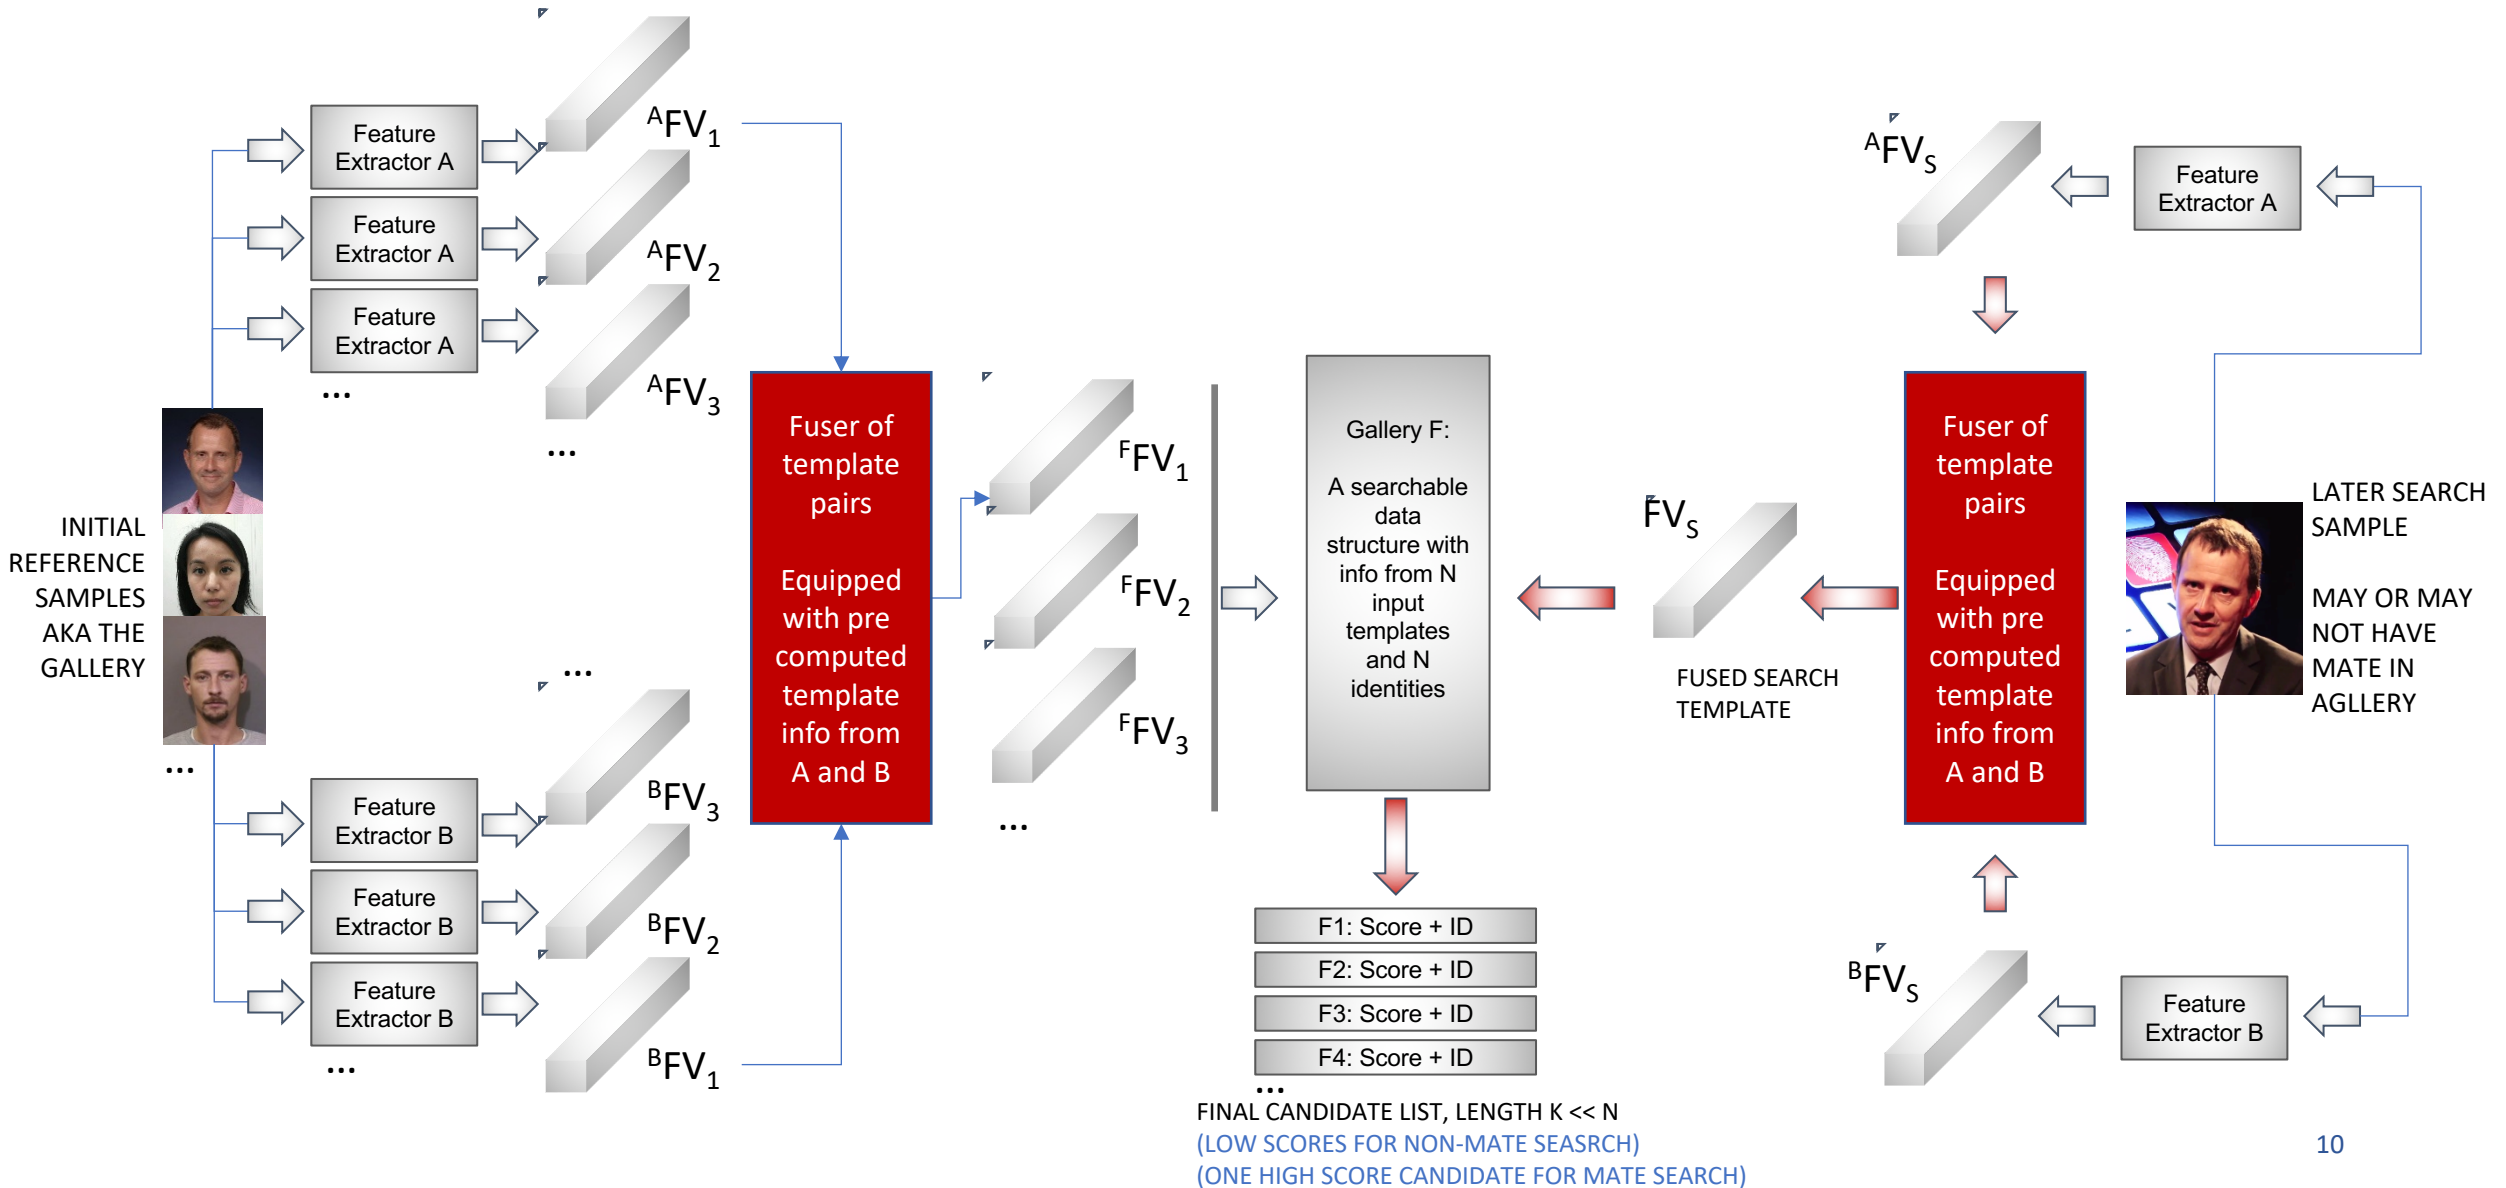 Feature
Extractor A
Feature
Extractor A
Feature
Extractor A
...
AFV1
AFV2
AFV3
...
INITIAL
REFERENCE
SAMPLES
AKA THE
GALLERY
...
...
Feature
Extractor B
Feature
Extractor B
Feature
Extractor B
...
BFV3
BFV2
BFV1
Fuser of
template
pairs
Equipped
with pre
computed
template
info from
A and B
FFV1
FFV2
FFV3
...
Gallery F:
A searchable
data
structure with
info from N
input
templates
and N
identities
F1: Score + ID
F2: Score + ID
F3: Score + ID
F4: Score + ID
...
FINAL CANDIDATE LIST, LENGTH K << N
(LOW SCORES FOR NON-MATE SEASRCH)
(ONE HIGH SCORE CANDIDATE FOR MATE SEARCH)
FVS
FUSED SEARCH
TEMPLATE
AFVS
Feature
Extractor A
Fuser of
template
pairs
Equipped
with pre
computed
template
info from
A and B
LATER SEARCH
SAMPLE
MAY OR MAY
NOT HAVE
MATE IN
AGLLERY
BFVS
Feature
Extractor B
10